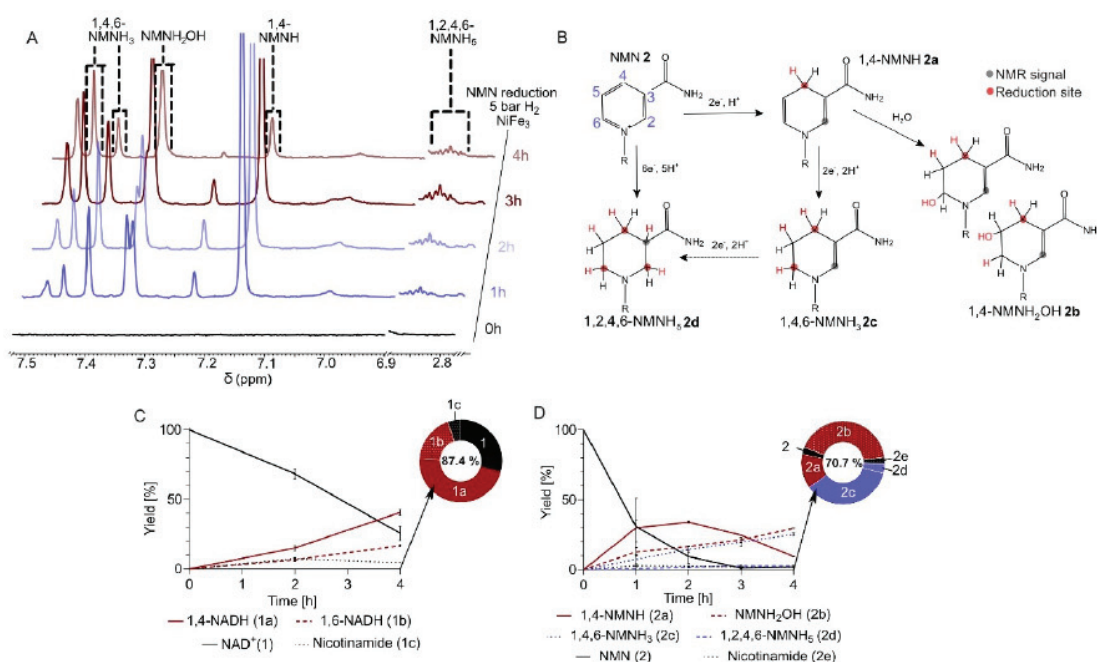 A
1,4,6-
NMNH₃
NMNH₂OH
1,4-
NMNH
1,2,4,6-
NMNH₅
NMN reduction
5 bar H₂
NiFe₃
4h
3h
2h
1h
0h
7.5 7.4 7.3 7.2 7.1 6.9 2.8
δ (ppm)
B
NMN 2
1,4-NMNH 2a
NMR signal
Reduction site
4
5
3
6
2
N⁺
R
O
NH₂
2e⁻, H⁺
H H
O
NH₂
N
R
H₂O
6e⁻, 5H⁺
2e⁻, 2H⁺
H H
H
H
HO
H
N
R
O
NH₂
H H
HO
H
H
H
N
R
O
NH
H H
H
H
H
H
H
H
H
N
R
O
NH₂
2e⁻, 2H⁺
H H
H
H
H
H
N
R
O
NH₂
1,2,4,6-NMNH₅ 2d
1,4,6-NMNH₃ 2c
1,4-NMNH₂OH 2b
C
Yield [%]
100
50
0
0 1 2 3 4
Time [h]
1c
1
1b
1a
87.4 %
1,4-NADH (1a)
1,6-NADH (1b)
NAD⁺(1)
Nicotinamide (1c)
D
Yield [%]
100
50
0
0 1 2 3 4
Time [h]
2
2b
2e
2d
2a
2c
70.7 %
1,4-NMNH (2a)
NMNH₂OH (2b)
1,4,6-NMNH₃ (2c)
1,2,4,6-NMNH₅ (2d)
NMN (2)
Nicotinamide (2e)